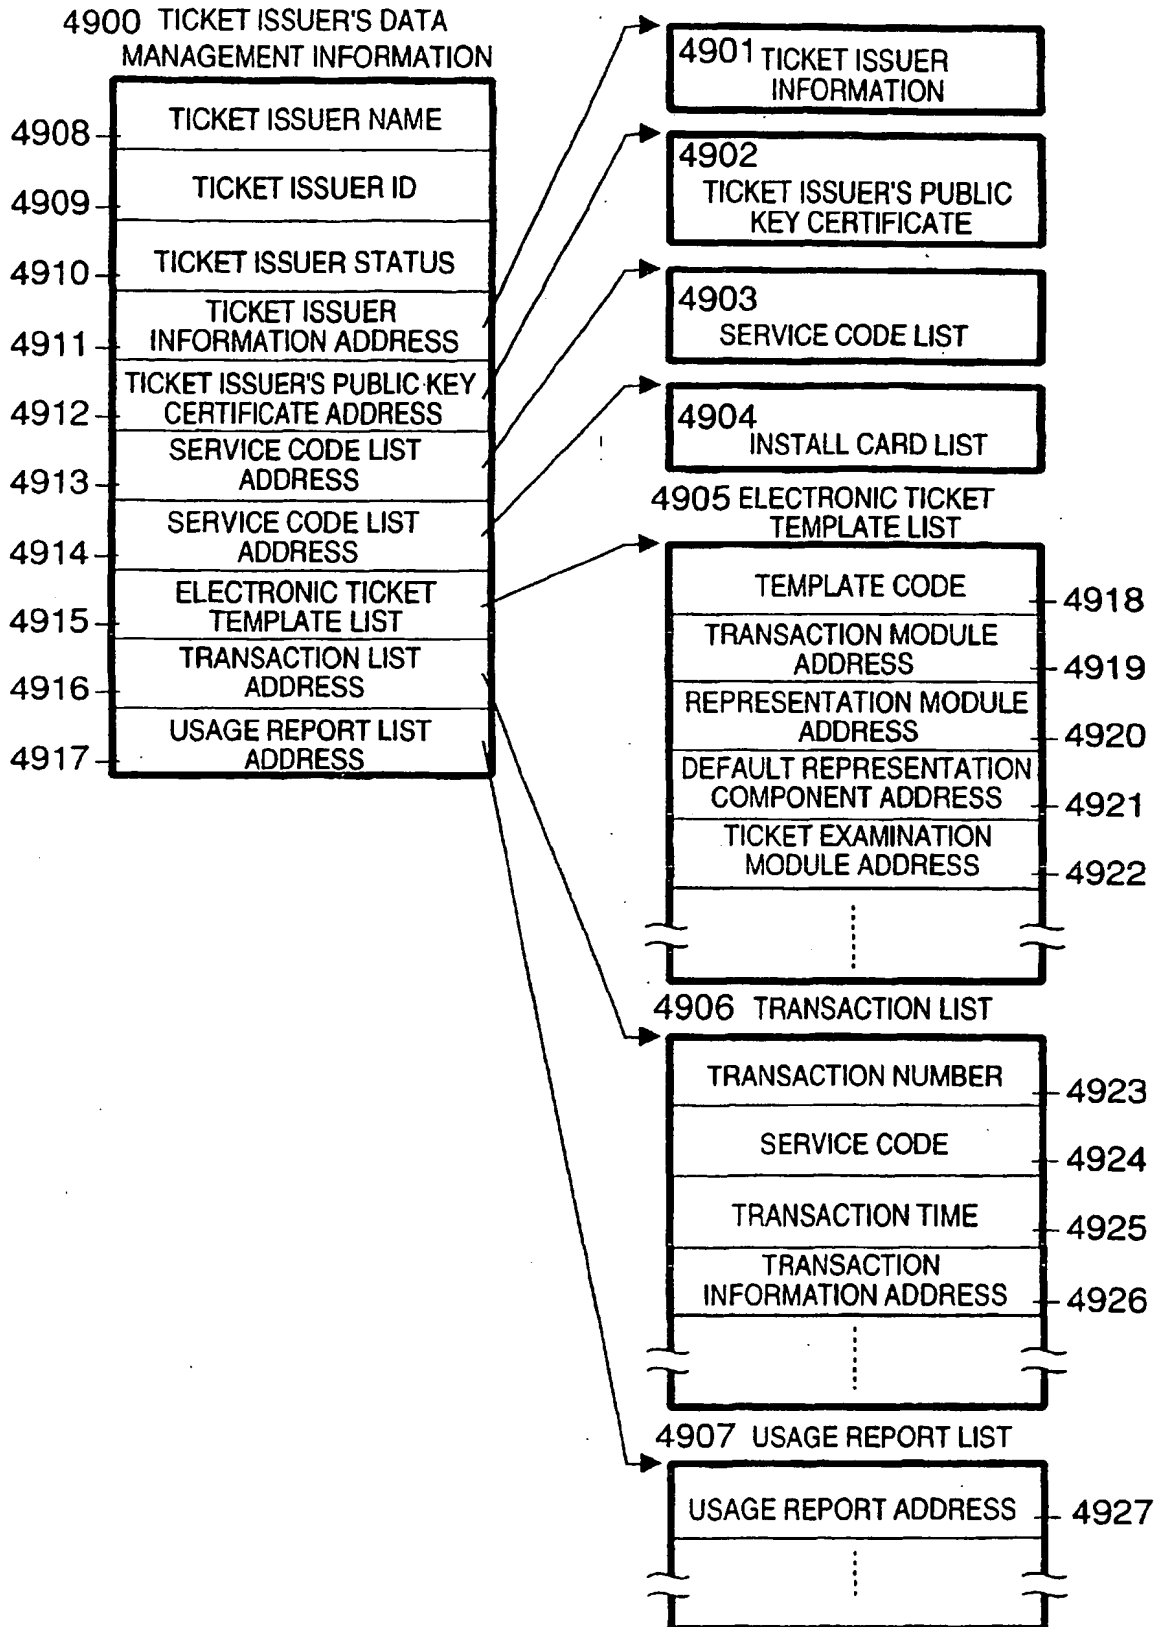 4900 TICKET ISSUER'S DATA
MANAGEMENT INFORMATION
4908
TICKET ISSUER NAME
4909
TICKET ISSUER ID
4910
TICKET ISSUER STATUS
4911
TICKET ISSUER
INFORMATION ADDRESS
4912
TICKET ISSUER'S PUBLIC KEY
CERTIFICATE ADDRESS
4913
SERVICE CODE LIST
ADDRESS
4914
SERVICE CODE LIST
ADDRESS
4915
ELECTRONIC TICKET
TEMPLATE LIST
4916
TRANSACTION LIST
ADDRESS
4917
USAGE REPORT LIST
ADDRESS
4901 TICKET ISSUER
INFORMATION
4902
TICKET ISSUER'S PUBLIC
KEY CERTIFICATE
4903
SERVICE CODE LIST
4904
INSTALL CARD LIST
4905 ELECTRONIC TICKET
TEMPLATE LIST
TEMPLATE CODE
4918
TRANSACTION MODULE
ADDRESS
4919
REPRESENTATION MODULE
ADDRESS
4920
DEFAULT REPRESENTATION
COMPONENT ADDRESS
4921
TICKET EXAMINATION
MODULE ADDRESS
4922
4906 TRANSACTION LIST
TRANSACTION NUMBER
4923
SERVICE CODE
4924
TRANSACTION TIME
4925
TRANSACTION
INFORMATION ADDRESS
4926
4907 USAGE REPORT LIST
USAGE REPORT ADDRESS
4927